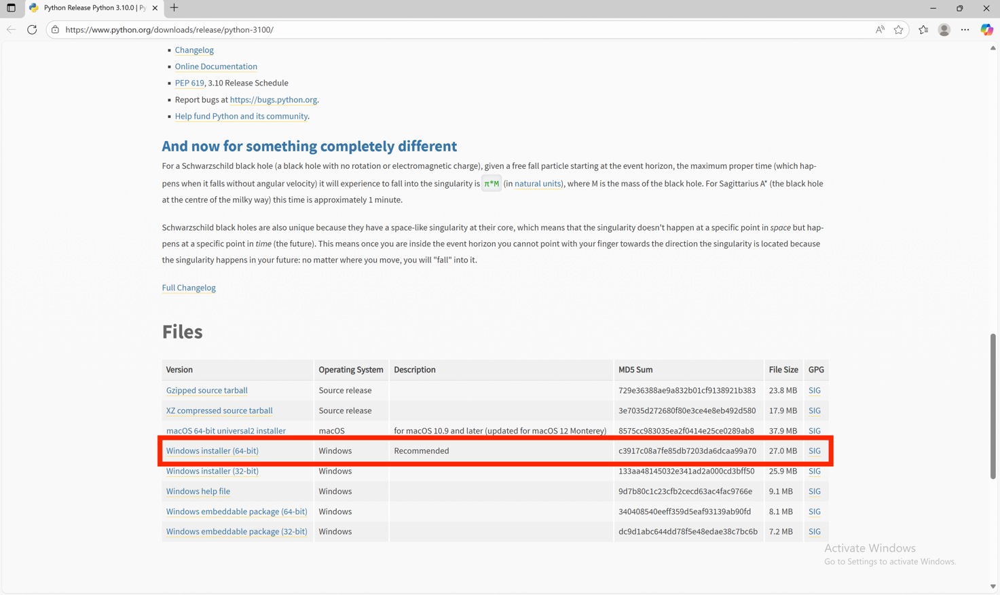 Python Release Python 3.10.0 | Py
https://www.python.org/downloads/release/python-3100/
Changelog
Online Documentation
PEP 619, 3.10 Release Schedule
Report bugs at https://bugs.python.org.
Help fund Python and its community.
And now for something completely different
For a Schwarzschild black hole (a black hole with no rotation or electromagnetic charge), given a free fall particle starting at the event horizon, the maximum proper time (which hap-
pens when it falls without angular velocity) it will experience to fall into the singularity is π*M (in natural units), where M is the mass of the black hole. For Sagittarius A* (the black hole
at the centre of the milky way) this time is approximately 1 minute.
Schwarzschild black holes are also unique because they have a space-like singularity at their core, which means that the singularity doesn't happen at a specific point in space but hap-
pens at a specific point in time (the future). This means once you are inside the event horizon you cannot point with your finger towards the direction the singularity is located because
the singularity happens in your future: no matter where you move, you will "fall" into it.
Full Changelog
Files
Version Operating System Description MD5 Sum File Size GPG
Gzipped source tarball Source release 729e36388ae9a832b01cf9138921b383 23.8 MB SIG
XZ compressed source tarball Source release 3e7035d272680f80e3ce4e8eb492d580 17.9 MB SIG
macOS 64-bit universal2 installer macOS for macOS 10.9 and later (updated for macOS 12 Monterey) 8575cc983035ea2f0414e25ce0289ab8 37.9 MB SIG
Windows installer (64-bit) Windows Recommended c3917c08a7fe85db7203da6dcaa99a70 27.0 MB SIG
Windows installer (32-bit) Windows 133aa48145032e341ad2a000cd3bff50 25.9 MB SIG
Windows help file Windows 9d7b80c1c23cfb2cecd63ac4fac9766e 9.1 MB SIG
Windows embeddable package (64-bit) Windows 340408540eeff359d5eaf93139ab90fd 8.1 MB SIG
Windows embeddable package (32-bit) Windows dc9d1abc644dd78f5e48edae38c7bc6b 7.2 MB SIG
Activate Windows
Go to Settings to activate Windows.